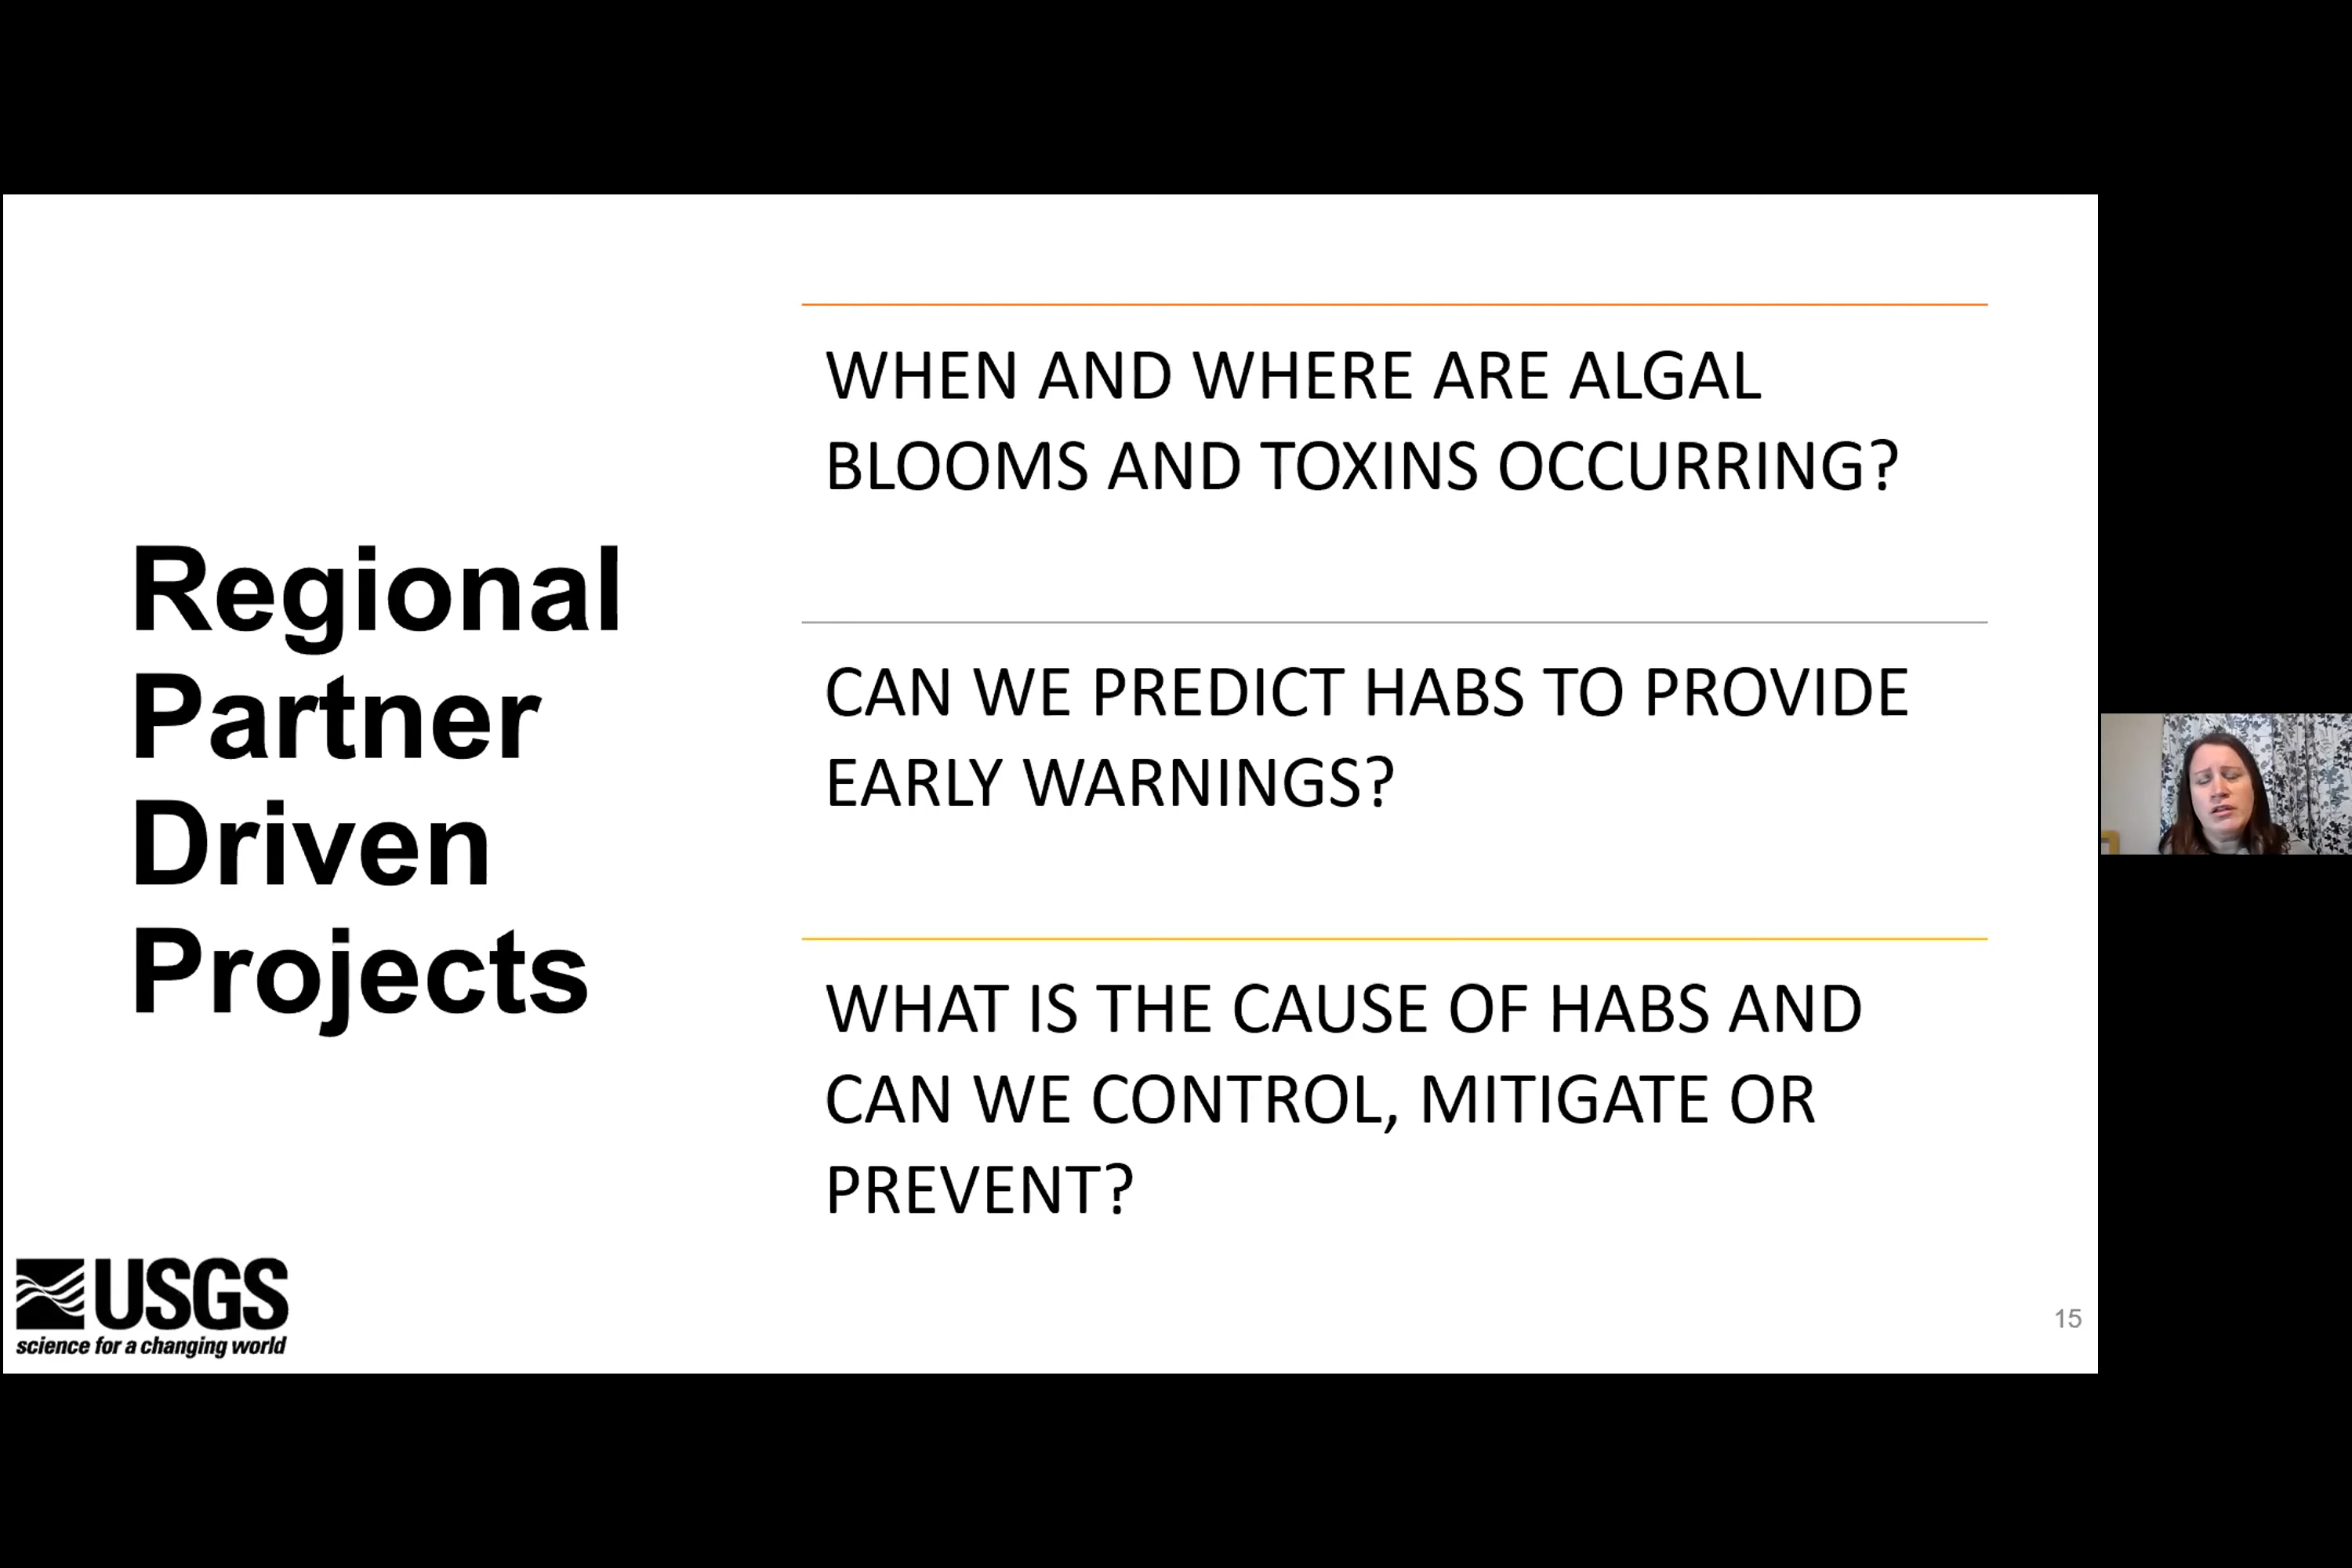 Regional
Partner
Driven
Projects
WHEN AND WHERE ARE ALGAL
BLOOMS AND TOXINS OCCURRING?
CAN WE PREDICT HABS TO PROVIDE
EARLY WARNINGS?
WHAT IS THE CAUSE OF HABS AND
CAN WE CONTROL, MITIGATE OR
PREVENT?
USGS
science for a changing world
15